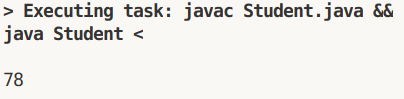 > Executing task: javac Student.java &&
java Student <
78